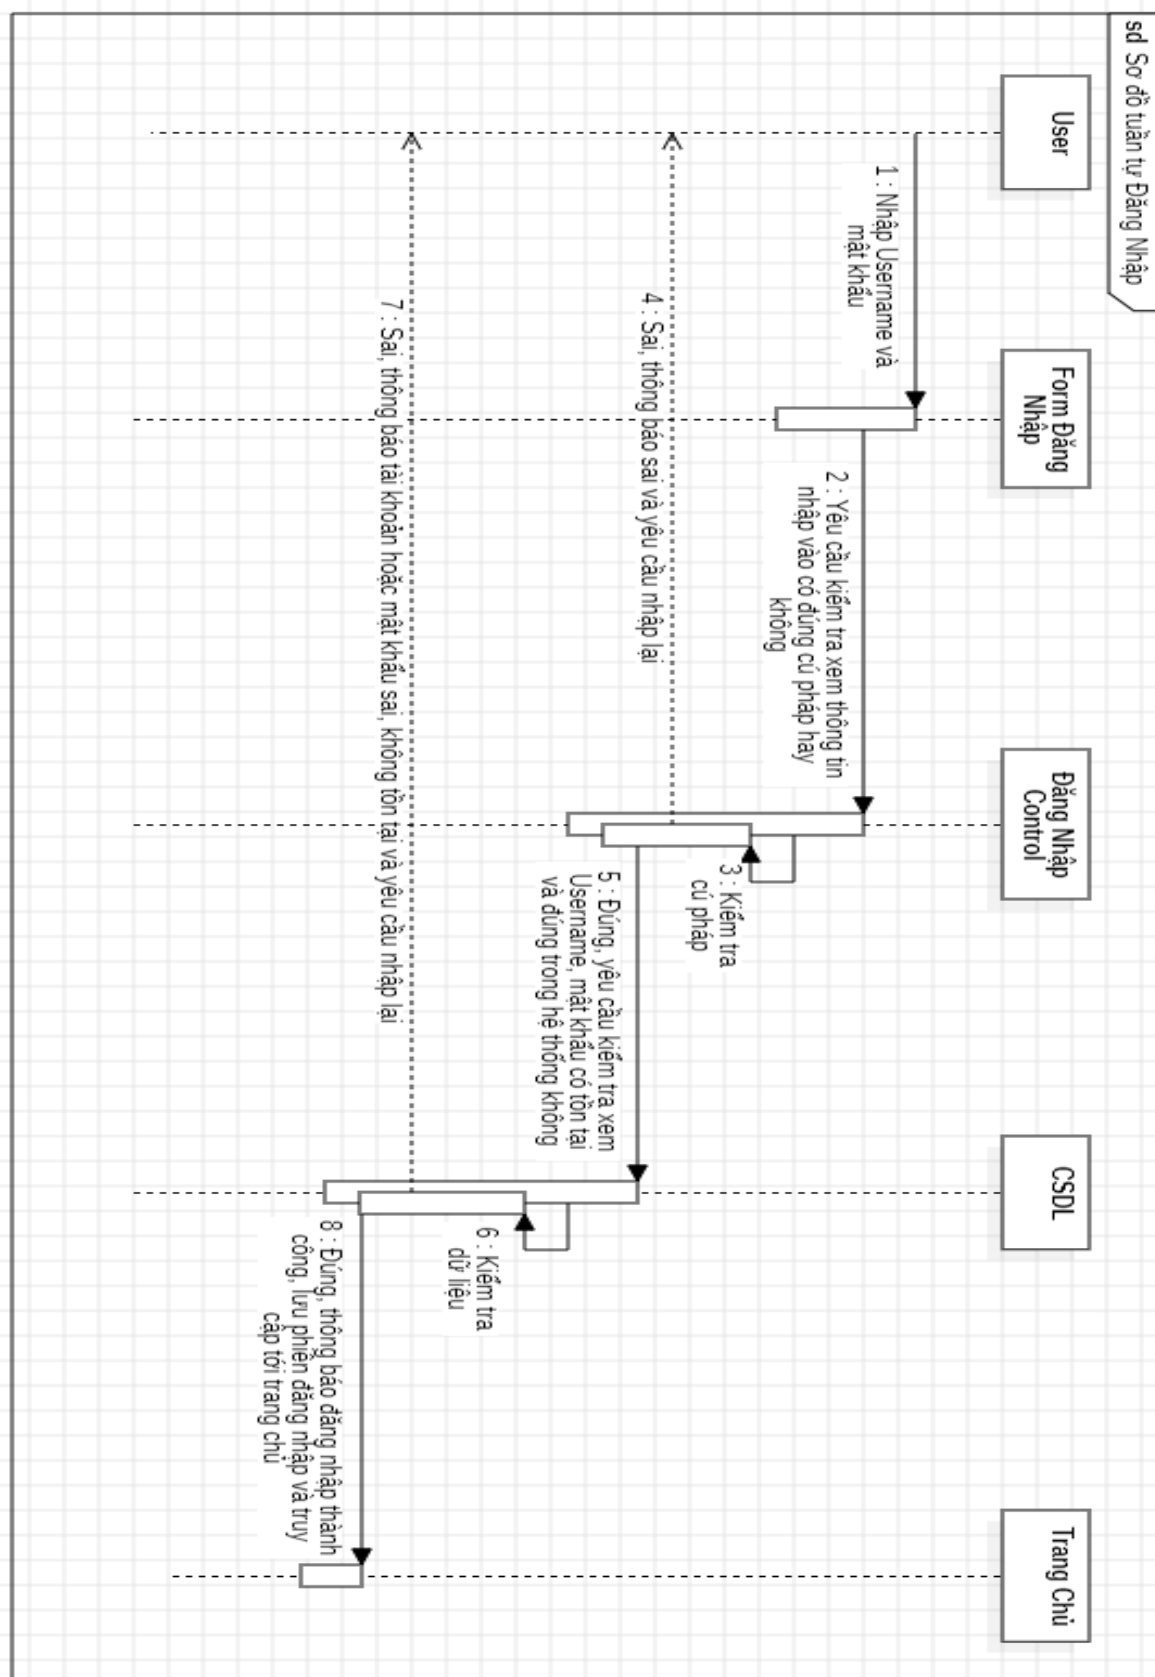 sd Sơ đồ tuần tự Đăng Nhập
User
Form Đăng
Nhập
Đăng Nhập
Control
CSDL
Trang Chủ
1 : Nhập Username và
mật khẩu
2 : Yêu cầu kiểm tra xem thông tin
nhập vào có đúng cú pháp hay
không
3 : Kiểm tra
cú pháp
4 : Sai, thông báo sai và yêu cầu nhập lại
5 : Đúng, yêu cầu kiểm tra xem
Username, mật khẩu có tồn tại
và đúng trong hệ thống không
6 : Kiểm tra
dữ liệu
7 : Sai, thông báo tài khoản hoặc mật khẩu sai, không tồn tại và yêu cầu nhập lại
8 : Đúng, thông báo đăng nhập thành
công, lưu phiên đăng nhập và truy
cập tới trang chủ